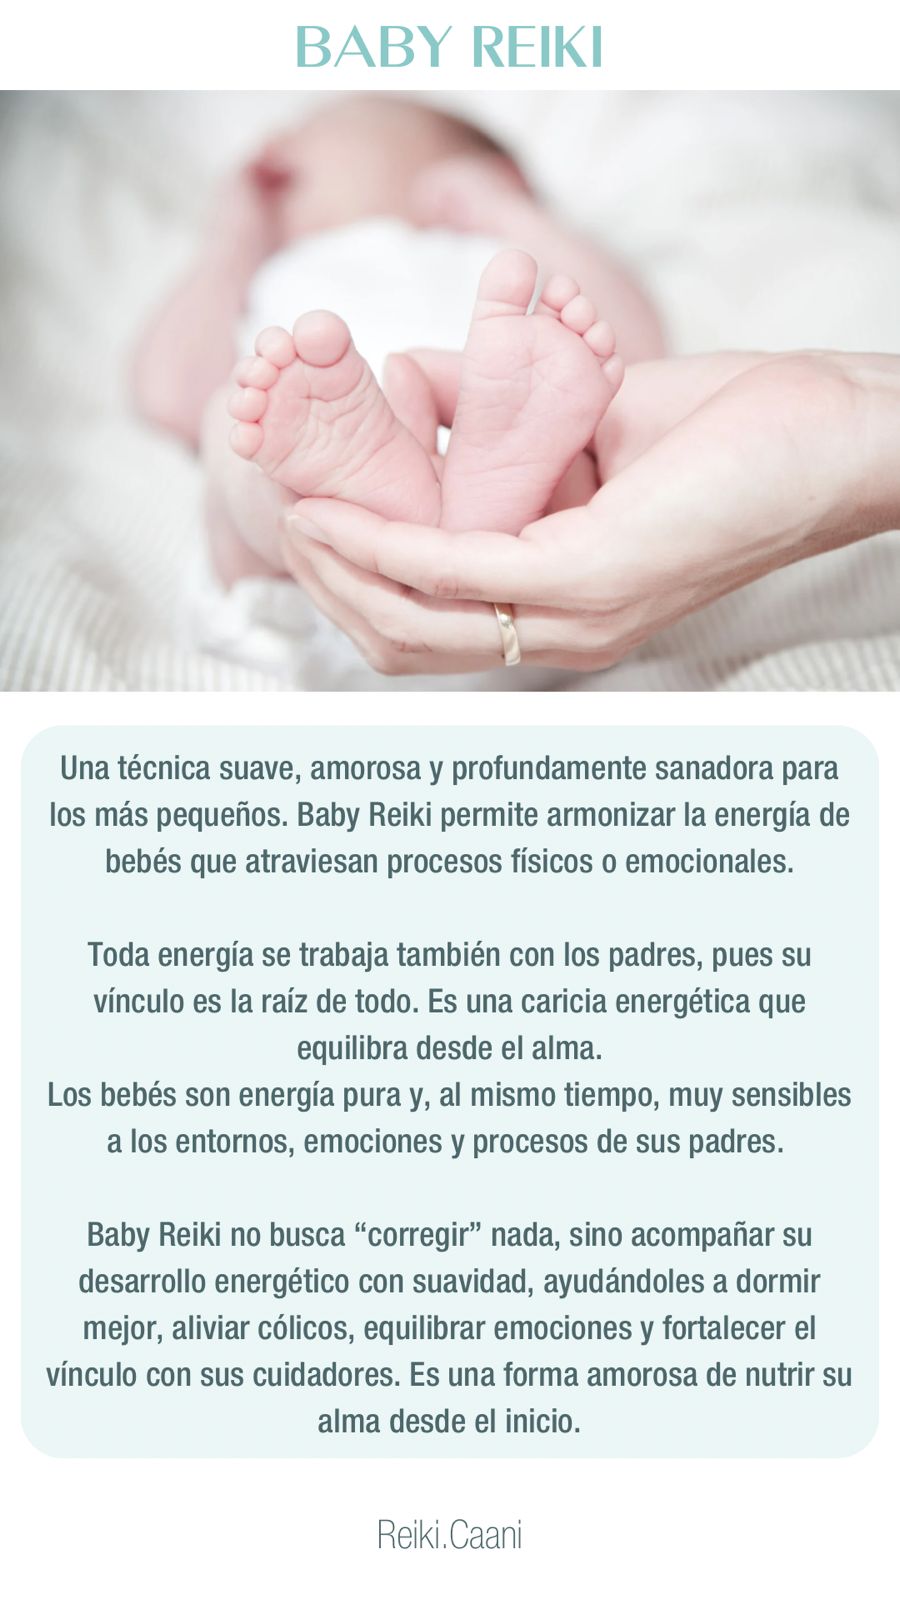 BABY REIKI
Una técnica suave, amorosa y profundamente sanadora para
los más pequeños. Baby Reiki permite armonizar la energía de
bebés que atraviesan procesos físicos o emocionales.
Toda energía se trabaja también con los padres, pues su
vínculo es la raíz de todo. Es una caricia energética que
equilibra desde el alma.
Los bebés son energía pura y, al mismo tiempo, muy sensibles
a los entornos, emociones y procesos de sus padres.
Baby Reiki no busca “corregir” nada, sino acompañar su
desarrollo energético con suavidad, ayudándoles a dormir
mejor, aliviar cólicos, equilibrar emociones y fortalecer el
vínculo con sus cuidadores. Es una forma amorosa de nutrir su
alma desde el inicio.
Reiki.Caani